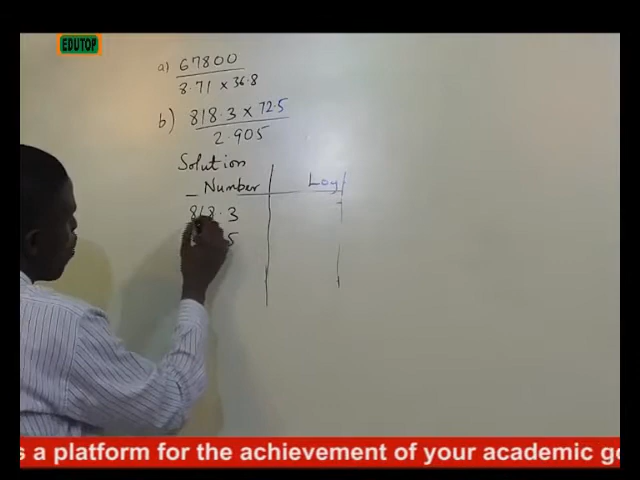 EDUTOP
a) 67800
8.71 x 36.8
b) 818.3 x 72.5
2.905
Solution
Number Log
818.3
5
s a platform for the achievement of your academic go